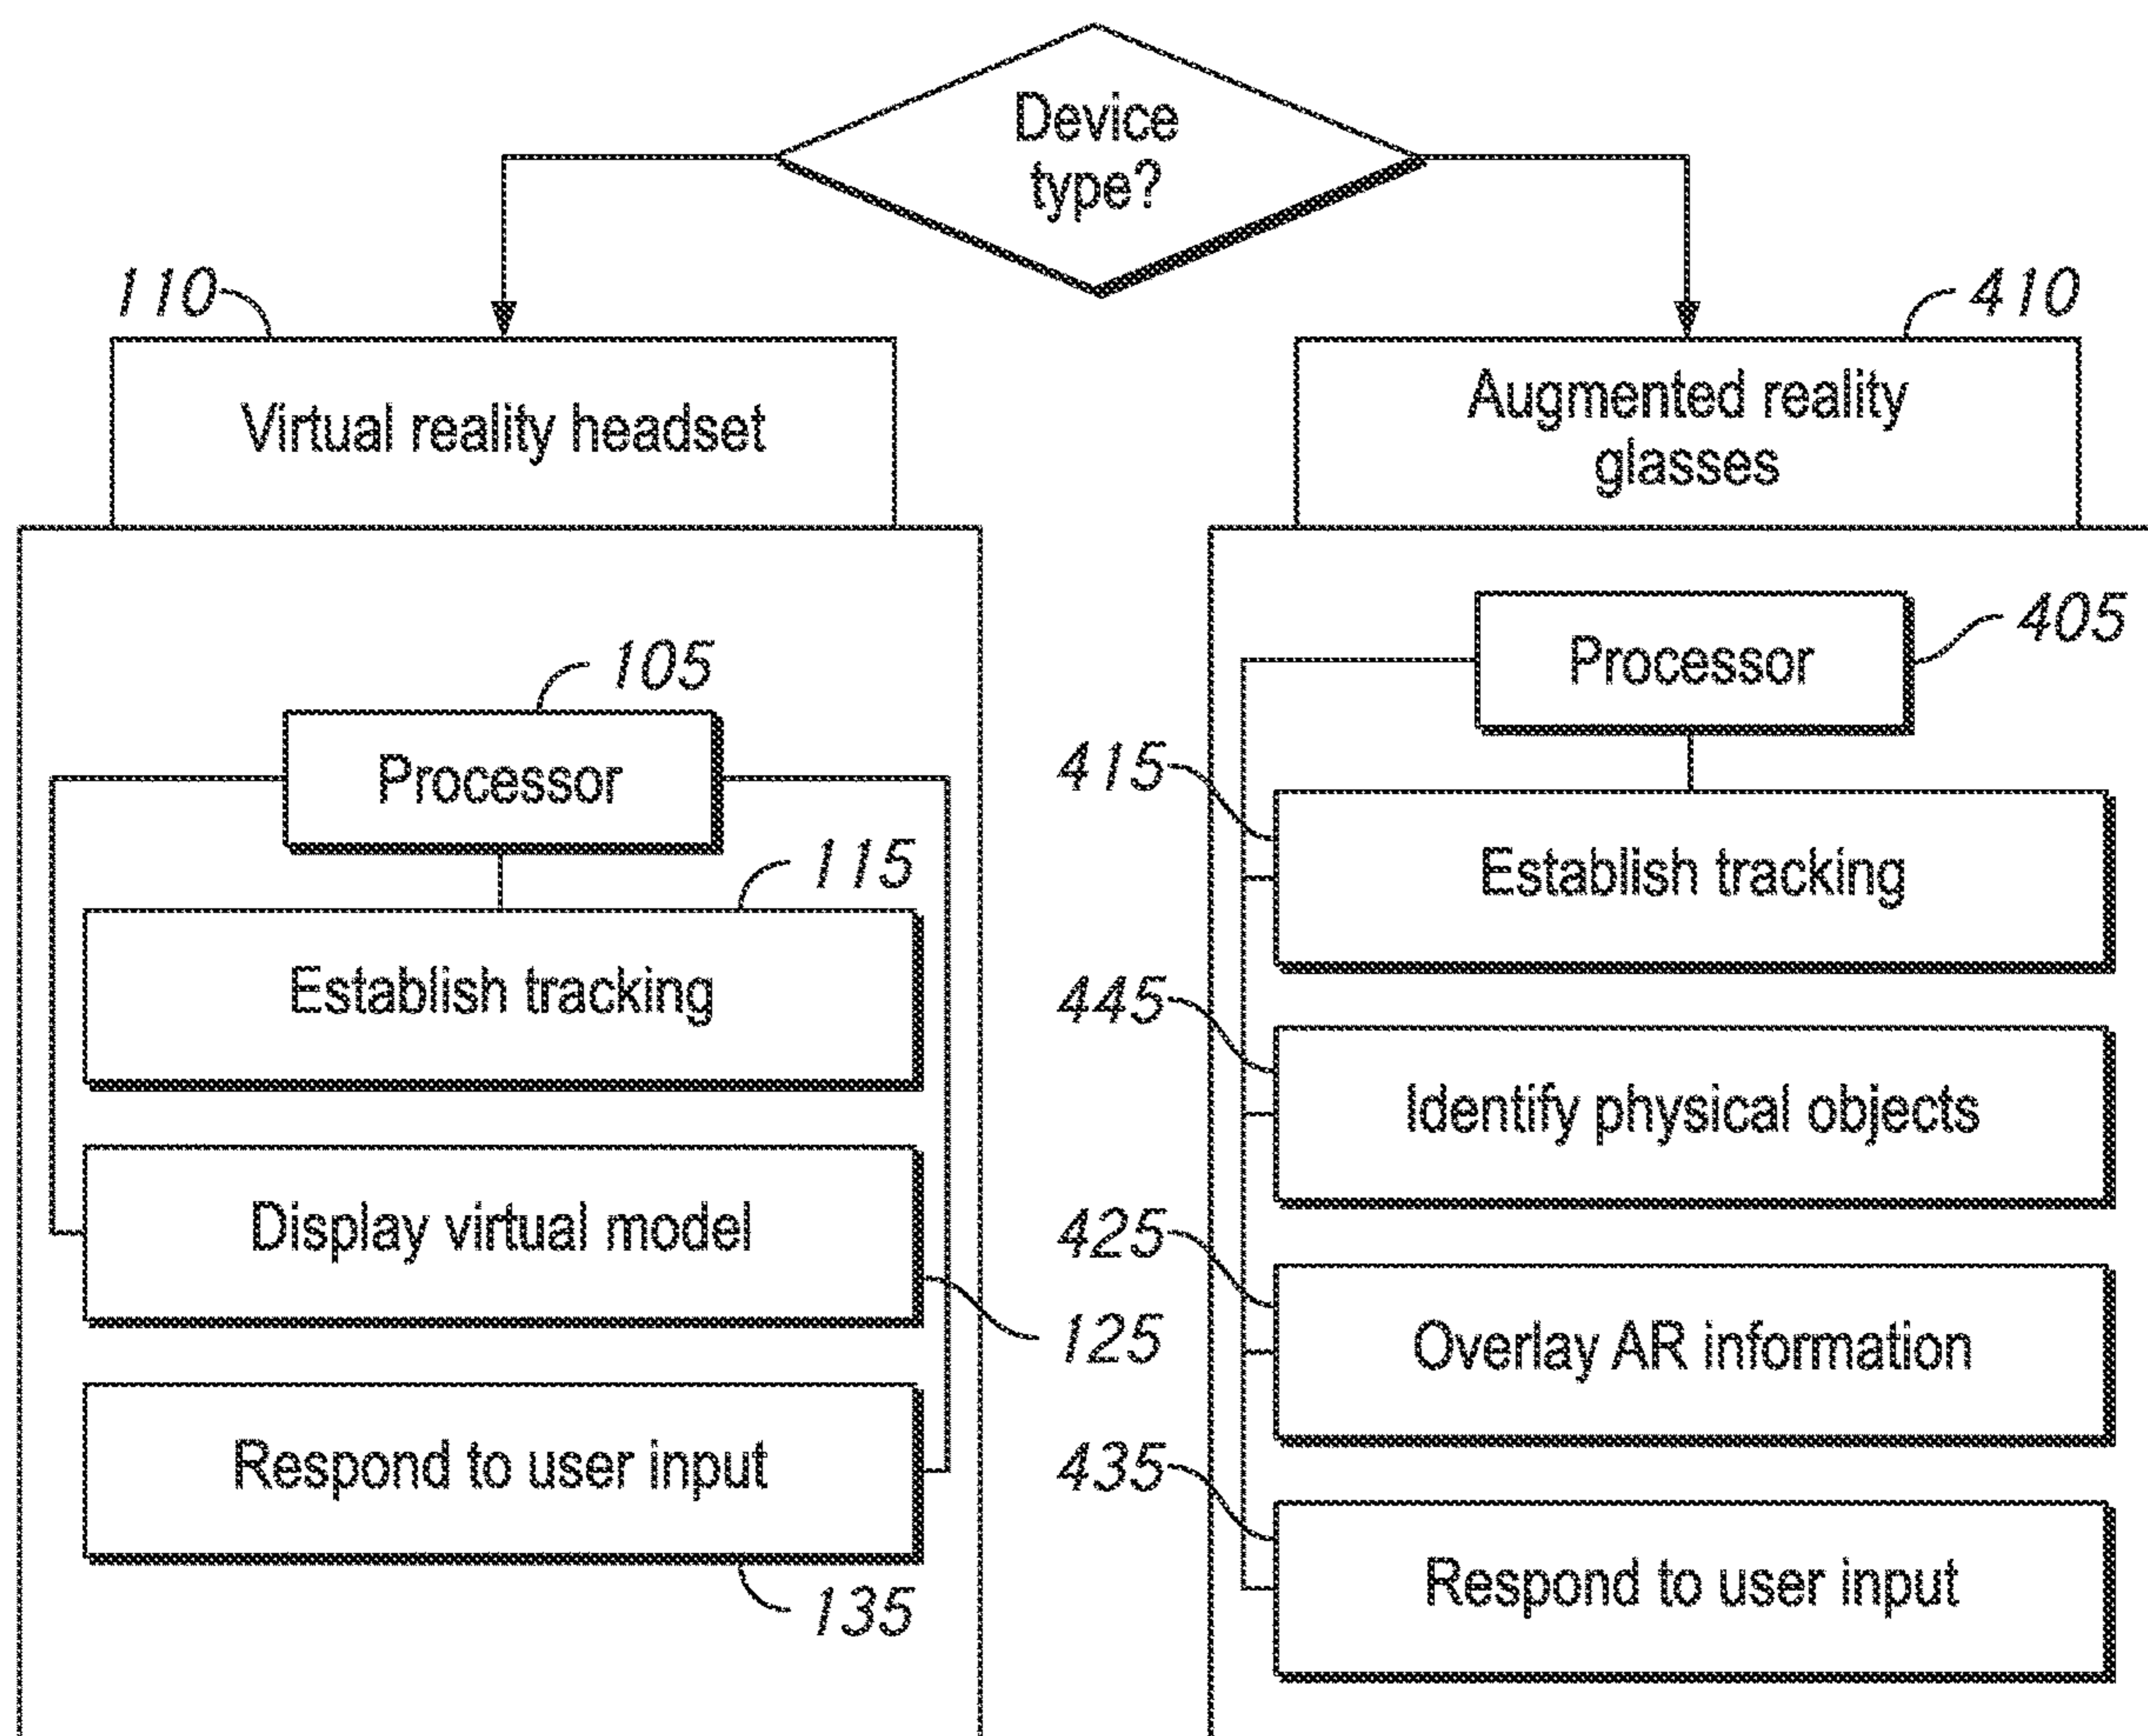 Device
type?
110
Virtual reality headset
105
Processor
115
Establish tracking
Display virtual model
125
Respond to user input
135
410
Augmented reality
glasses
Processor
405
415
Establish tracking
445
Identify physical objects
425
Overlay AR information
435
Respond to user input